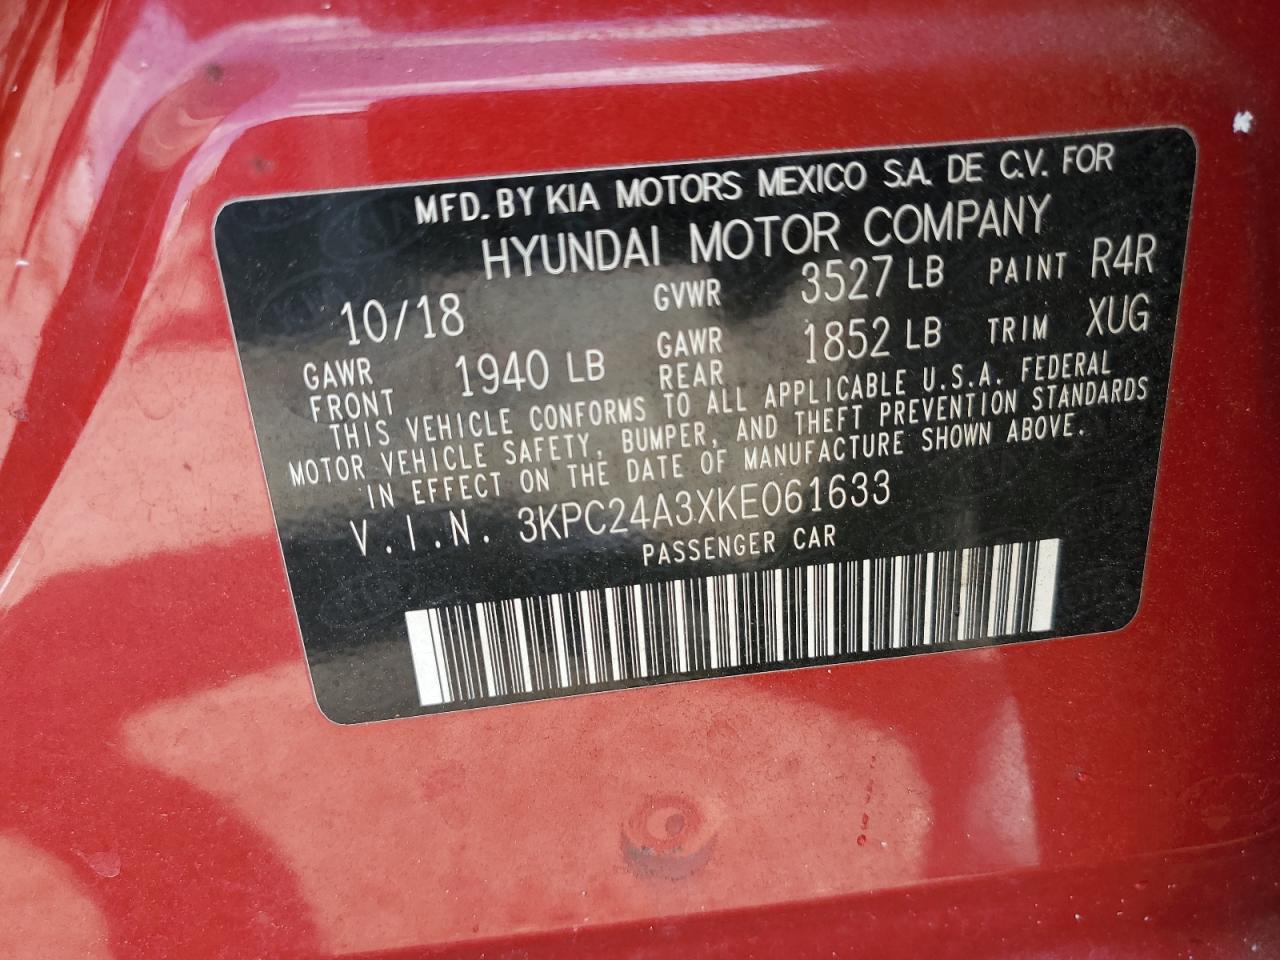 MFD. BY KIA MOTORS MEXICO S.A. DE C.V. FOR
HYUNDAI MOTOR COMPANY
10/18 GVWR 3527 LB PAINT R4R
GAWR FRONT 1940 LB GAWR REAR 1852 LB TRIM XUG
THIS VEHICLE CONFORMS TO ALL APPLICABLE U.S.A. FEDERAL
MOTOR VEHICLE SAFETY, BUMPER, AND THEFT PREVENTION STANDARDS
IN EFFECT ON THE DATE OF MANUFACTURE SHOWN ABOVE.
V.I.N. 3KPC24A3XKE061633
PASSENGER CAR